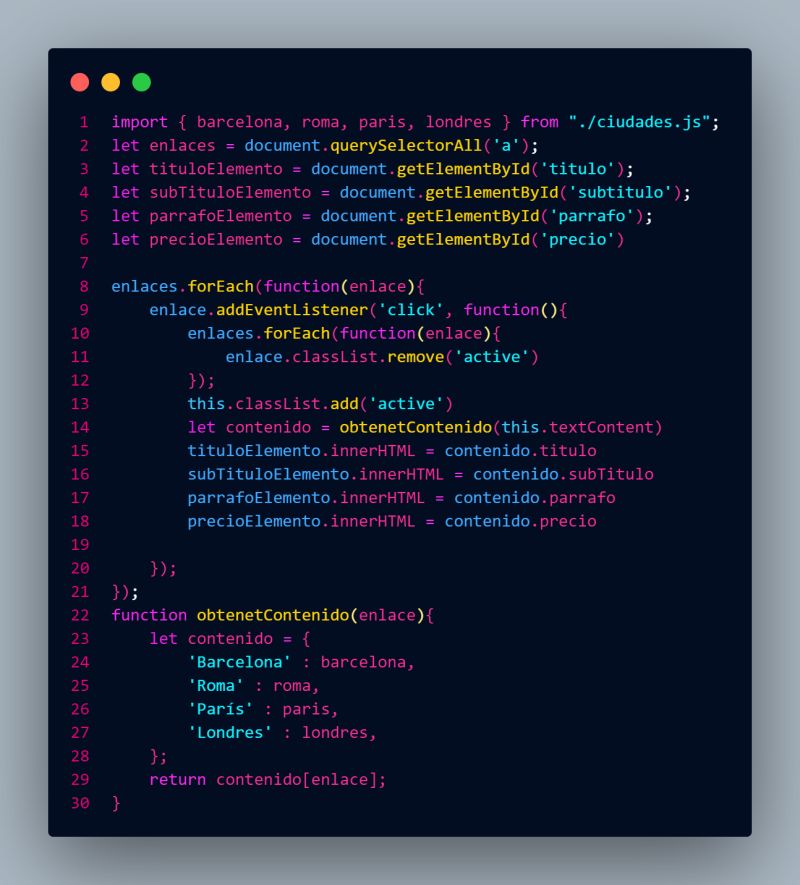 1 import { barcelona, roma, paris, londres } from "./ciudades.js";
2 let enlaces = document.querySelectorAll('a');
3 let tituloElemento = document.getElementById('titulo');
4 let subTituloElemento = document.getElementById('subtitulo');
5 let parrafoElemento = document.getElementById('parrafo');
6 let precioElemento = document.getElementById('precio')
7
8 enlaces.forEach(function(enlace){
9     enlace.addEventListener('click', function(){
10         enlaces.forEach(function(enlace){
11             enlace.classList.remove('active')
12         });
13         this.classList.add('active')
14         let contenido = obtenetContenido(this.textContent)
15         tituloElemento.innerHTML = contenido.titulo
16         subTituloElemento.innerHTML = contenido.subTitulo
17         parrafoElemento.innerHTML = contenido.parrafo
18         precioElemento.innerHTML = contenido.precio
19
20     });
21 });
22 function obtenetContenido(enlace){
23     let contenido = {
24         'Barcelona' : barcelona,
25         'Roma' : roma,
26         'París' : paris,
27         'Londres' : londres,
28     };
29     return contenido[enlace];
30 }